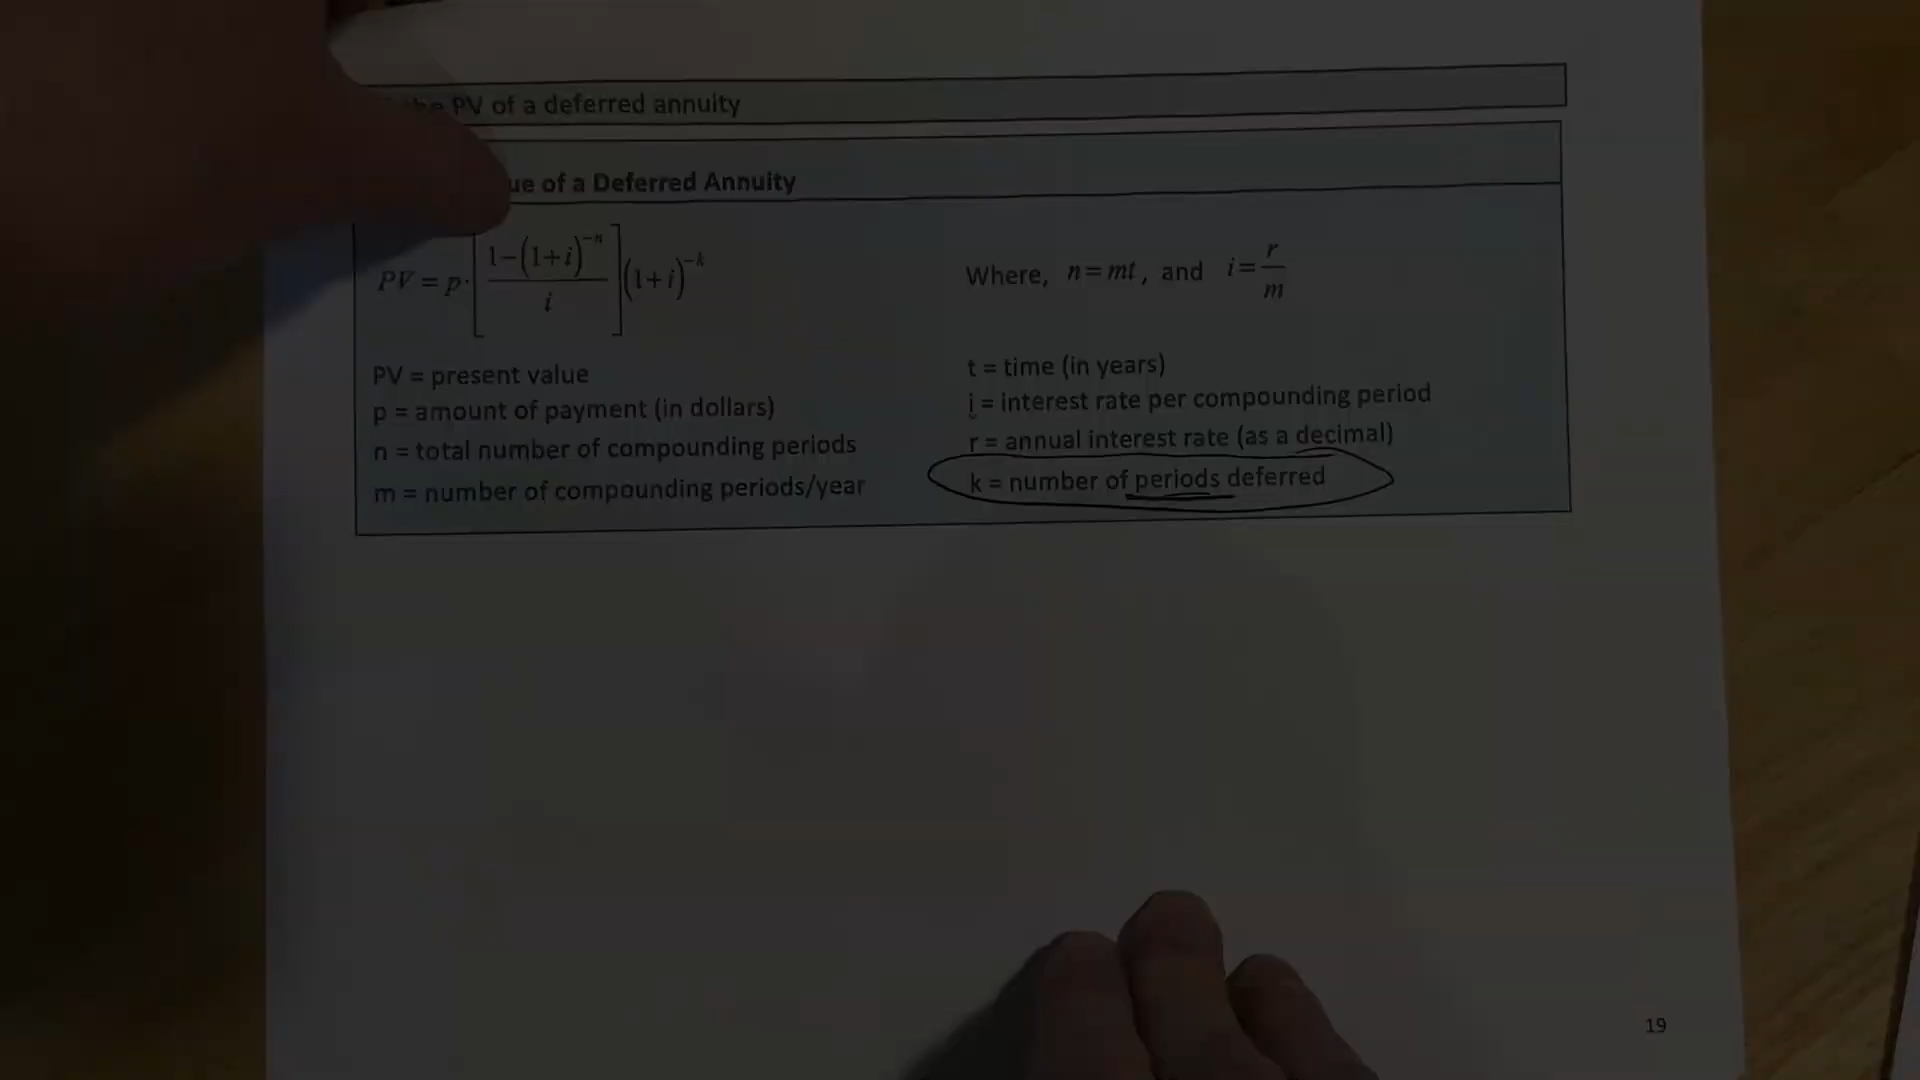 the PV of a deferred annuity
ue of a Deferred Annuity
PV = p·[(1−(1+i)^−n)/i](1+i)^−k
Where, n=mt, and i=r/m
PV = present value
p = amount of payment (in dollars)
n = total number of compounding periods
m = number of compounding periods/year
t = time (in years)
i = interest rate per compounding period
r = annual interest rate (as a decimal)
k = number of periods deferred
19